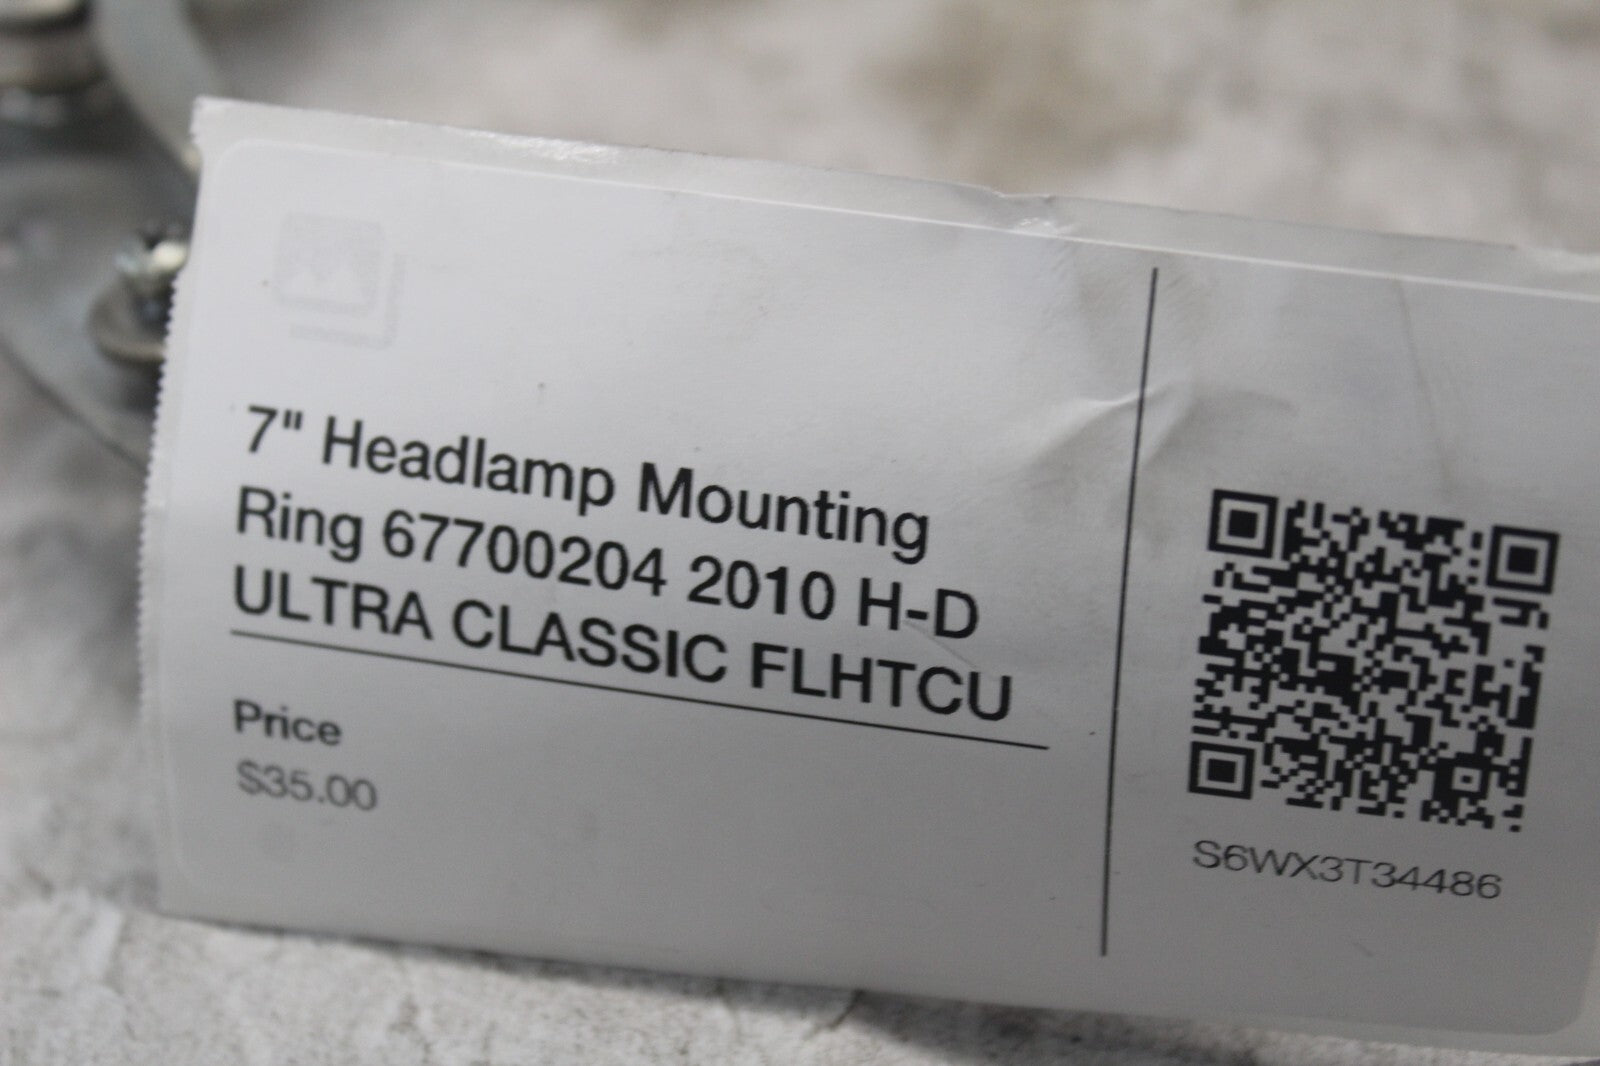 7" Headlamp Mounting
Ring 67700204 2010 H-D
ULTRA CLASSIC FLHTCU
Price
$35.00
S6WX3T34486